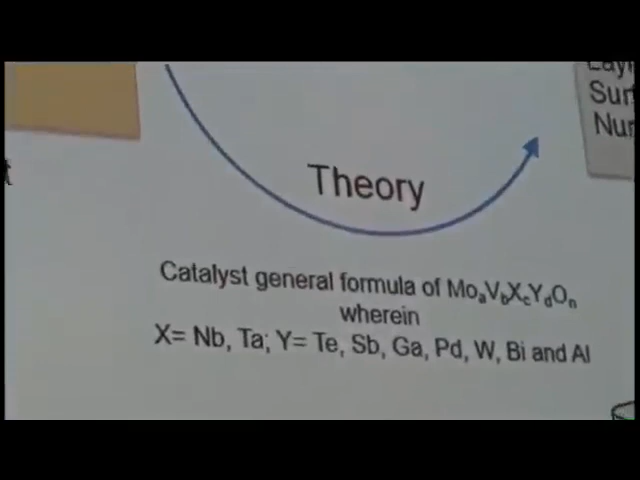 Sur
Nur
Theory
Catalyst general formula of MoaVbXcYdOn
wherein
X= Nb, Ta; Y= Te, Sb, Ga, Pd, W, Bi and Al